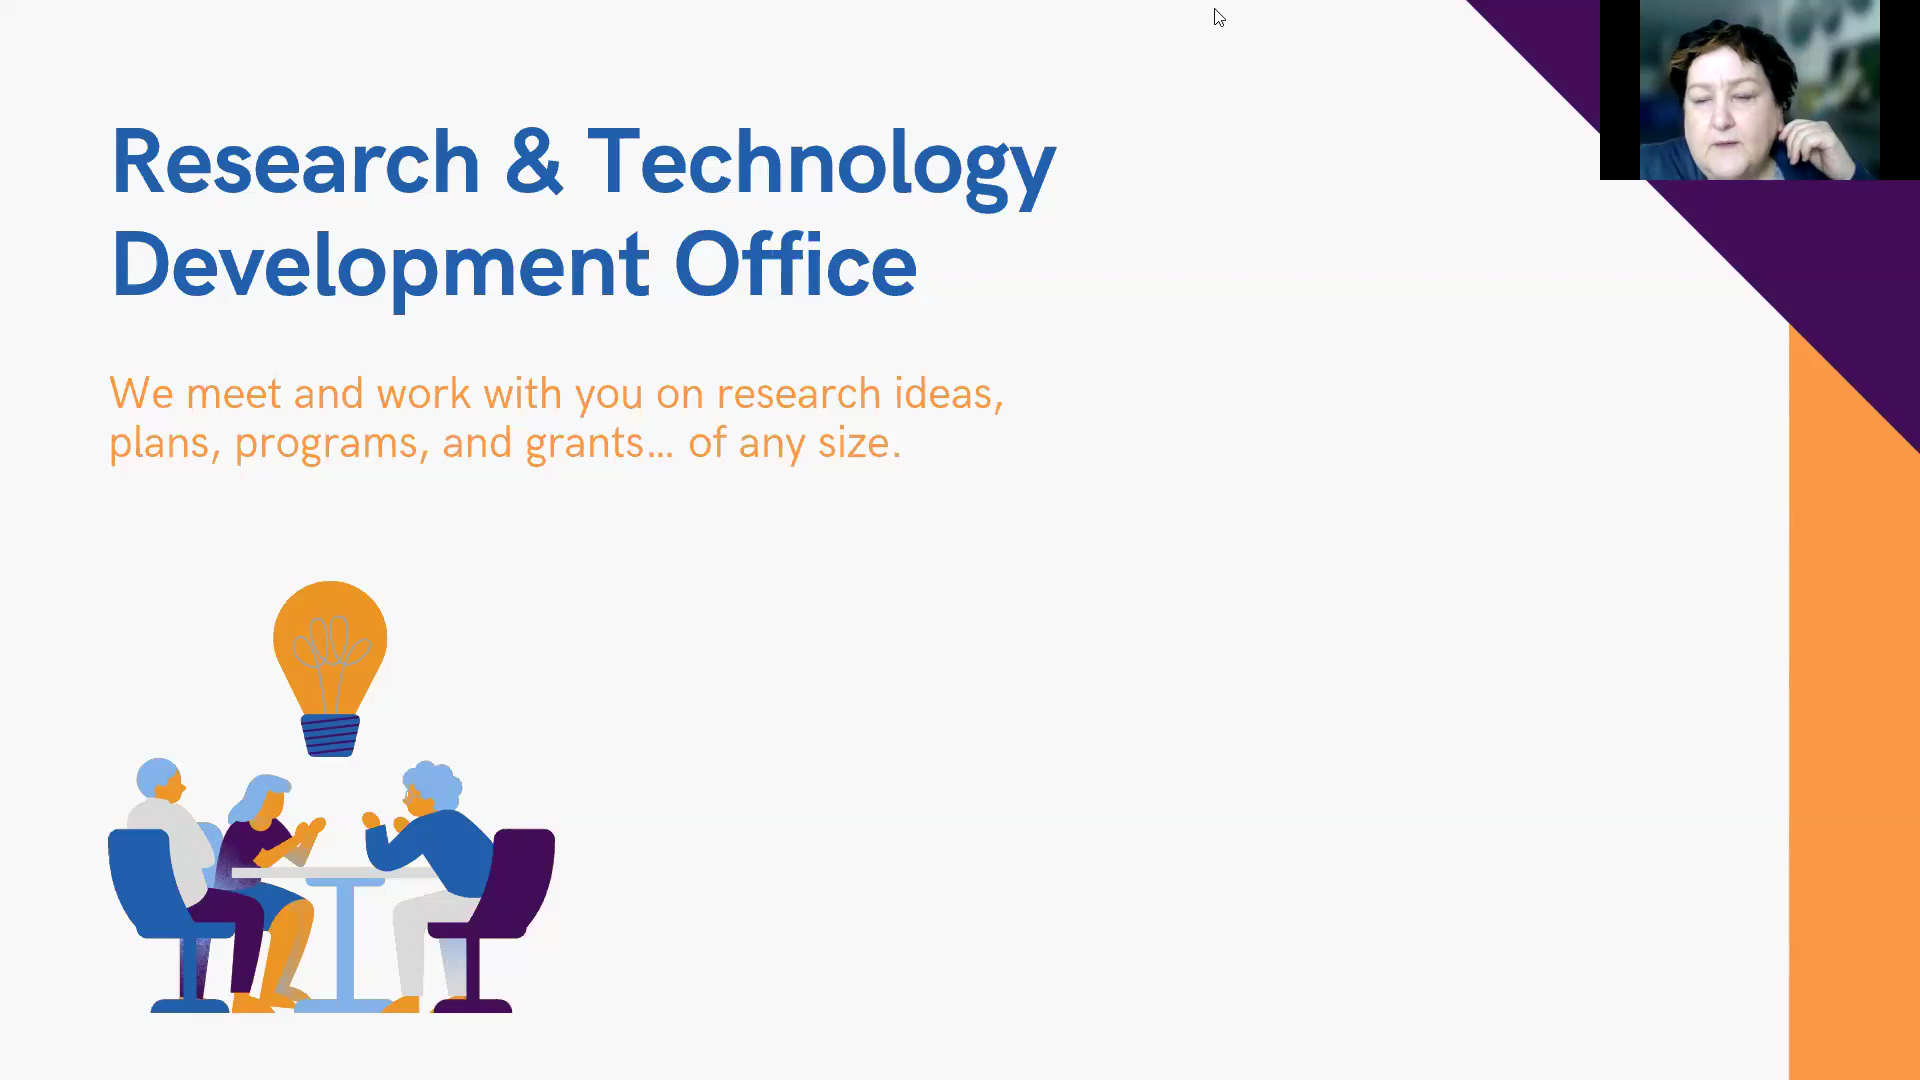 Research & Technology
Development Office
We meet and work with you on research ideas,
plans, programs, and grants... of any size.